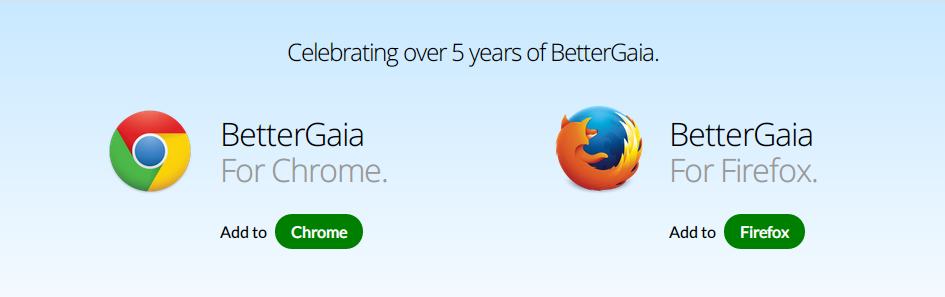 Celebrating over 5 years of BetterGaia.
BetterGaia
For Chrome.
Add to Chrome
BetterGaia
For Firefox.
Add to Firefox